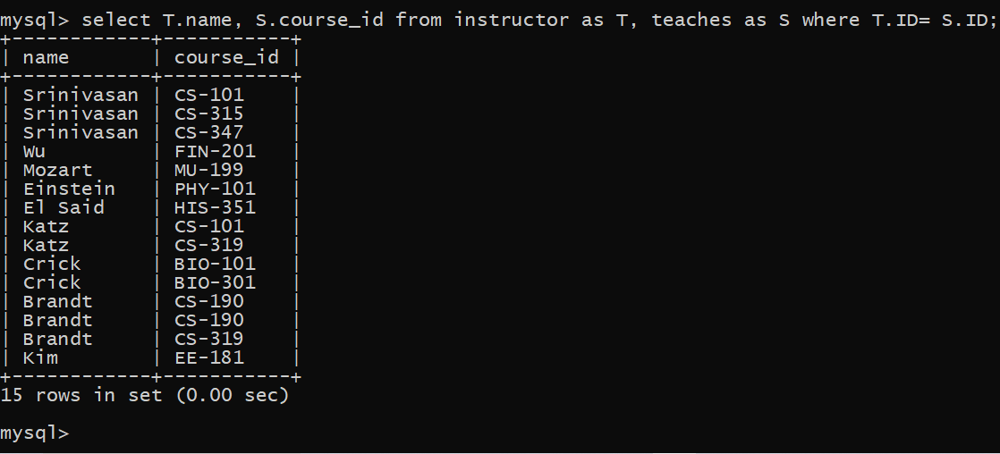 mysql> select T.name, S.course_id from instructor as T, teaches as S where T.ID= S.ID;
+------------+-----------+
| name       | course_id |
+------------+-----------+
| Srinivasan | CS-101    |
| Srinivasan | CS-315    |
| Srinivasan | CS-347    |
| Wu         | FIN-201   |
| Mozart     | MU-199    |
| Einstein   | PHY-101   |
| El Said    | HIS-351   |
| Katz       | CS-101    |
| Katz       | CS-319    |
| Crick      | BIO-101   |
| Crick      | BIO-301   |
| Brandt     | CS-190    |
| Brandt     | CS-190    |
| Brandt     | CS-319    |
| Kim        | EE-181    |
+------------+-----------+
15 rows in set (0.00 sec)
mysql>